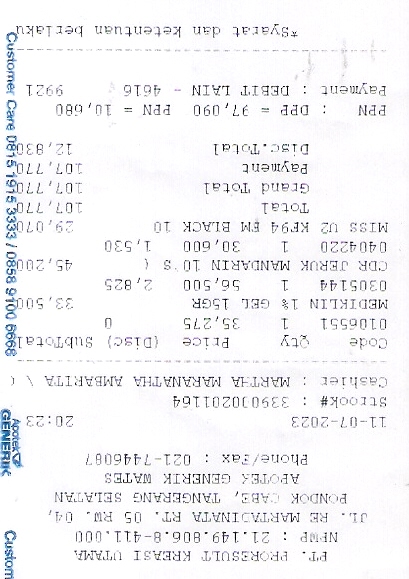 PT. PRORESULT KREASI UTAMA
NPWP : 21.149.806.8-411.000
JL. RE MARTADINATA RT. 05 RW. 04,
PONDOK CABE, TANGERANG SELATAN
APOTEK GENERIK WATES
Phone/Fax : 021-7446087
11-07-2023 20:23
Strook# : 33900201164
Cashier : MARTHA MARANATHA AMBARITA \ (
Code Qty Price (Disc) SubTotal
0106551 1 35,275 0
MEDIKLIN 1% GEL 15GR 33,500
0305144 1 56,500 2,825
CDR JERUK MANDARIN 10'S ( 45,200
0404220 1 30,600 1,530
MISS U2 KF94 FM BLACK 10 29,070
Total 107,770
Grand Total 107,770
Payment 107,770
Disc.Total 12,830
PPN : DPP = 97,090 PPN = 10,680
Payment : DEBIT LAIN - 4616 9921
*Syarat dan ketentuan berlaku
Customer Care 0815 1915 3333 / 0858 9100 6668
Apotek
GENERIK
Custom